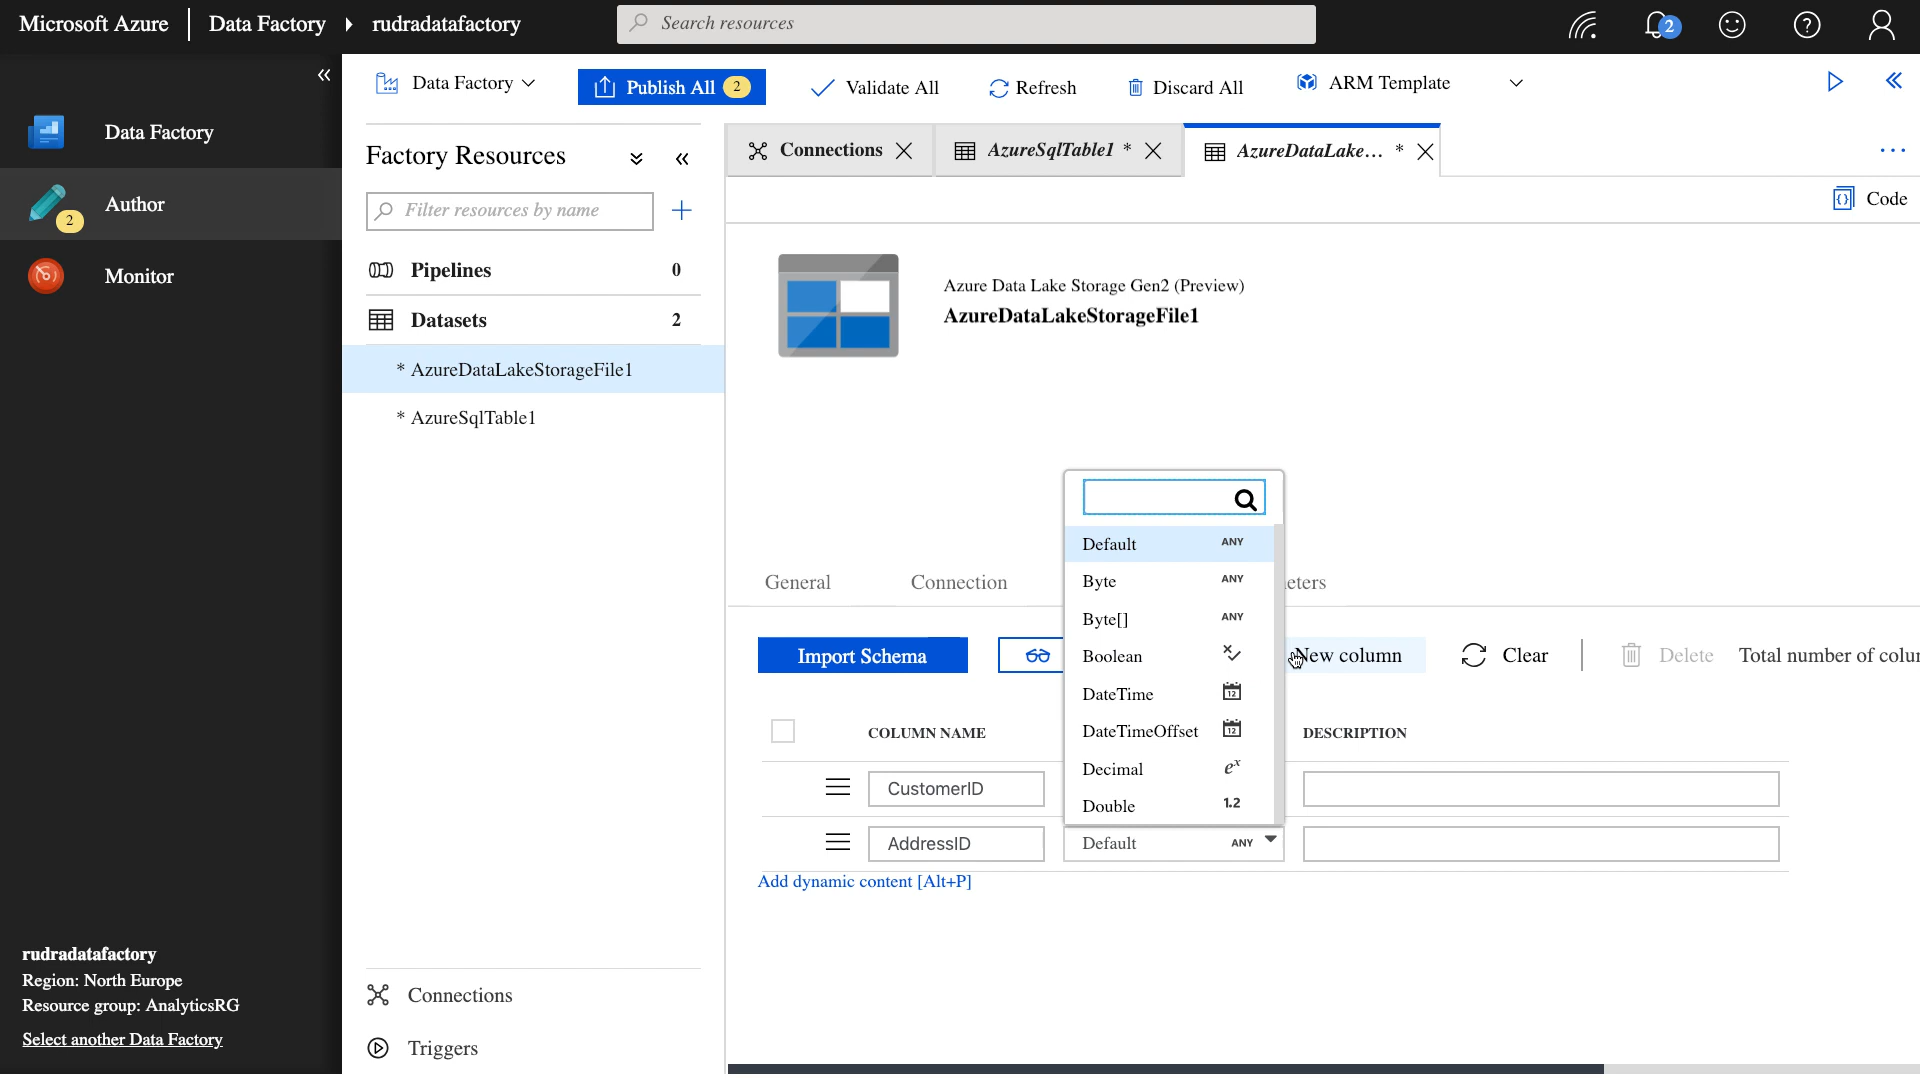 Microsoft Azure
Data Factory
rudradatafactory
Search resources
2
Data Factory
Author
2
Monitor
rudradatafactory
Region: North Europe
Resource group: AnalyticsRG
Select another Data Factory
Data Factory
Publish All 2
Validate All
Refresh
Discard All
ARM Template
Factory Resources
Filter resources by name
Pipelines 0
Datasets 2
* AzureDataLakeStorageFile1
* AzureSqlTable1
Connections
Triggers
Connections
AzureSqlTable1 *
AzureDataLake... *
Code
Azure Data Lake Storage Gen2 (Preview)
AzureDataLakeStorageFile1
General
Connection
Import Schema
New column
Clear
Delete
Total number of
COLUMN NAME
DESCRIPTION
CustomerID
AddressID
Default ANY
Byte ANY
Byte[] ANY
Boolean
DateTime 12
DateTimeOffset 12
Decimal eˣ
Double 1.2
Default ANY
Add dynamic content [Alt+P]